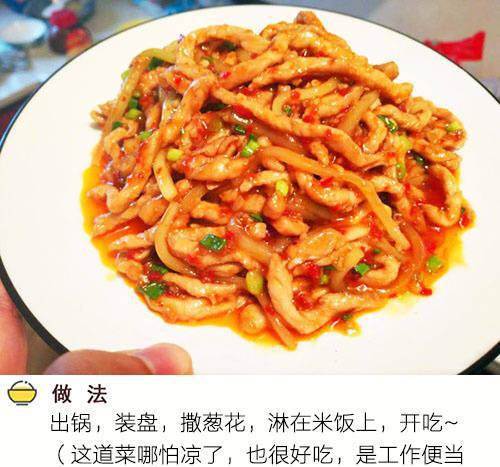 做 法
出锅，装盘，撒葱花，淋在米饭上，开吃~
（这道菜哪怕凉了，也很好吃，是工作便当